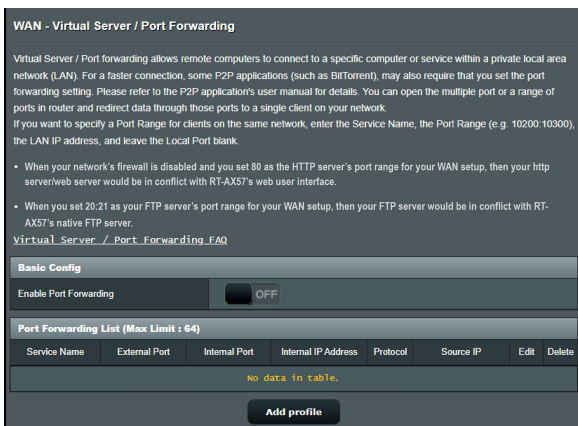 WAN - Virtual Server / Port Forwarding
Virtual Server / Port forwarding allows remote computers to connect to a specific computer or service within a private local area
network (LAN). For a faster connection, some P2P applications (such as BitTorrent), may also require that you set the port
forwarding setting. Please refer to the P2P application's user manual for details. You can open the multiple port or a range of
ports in router and redirect data through those ports to a single client on your network.
If you want to specify a Port Range for clients on the same network, enter the Service Name, the Port Range (e.g. 10200:10300),
the LAN IP address, and leave the Local Port blank.
• When your network's firewall is disabled and you set 80 as the HTTP server's port range for your WAN setup, then your http
server/web server would be in conflict with RT-AX57's web user interface.
• When you set 20:21 as your FTP server's port range for your WAN setup, then your FTP server would be in conflict with RT-
AX57's native FTP server.
Virtual Server / Port Forwarding FAQ
Basic Config
Enable Port Forwarding OFF
Port Forwarding List (Max Limit : 64)
Service Name External Port Internal Port Internal IP Address Protocol Source IP Edit Delete
No data in table.
Add profile